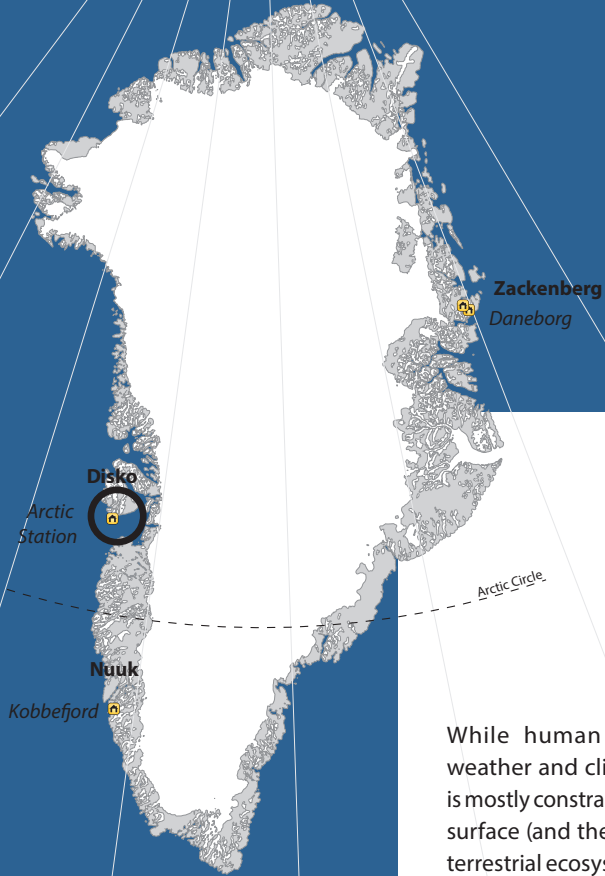 Zackenberg
Daneborg
Disko
Arctic
Station
Arctic Circle
Nuuk
Kobbefjord
While human
weather and cli
is mostly constra
surface (and the
terrestrial ecosys